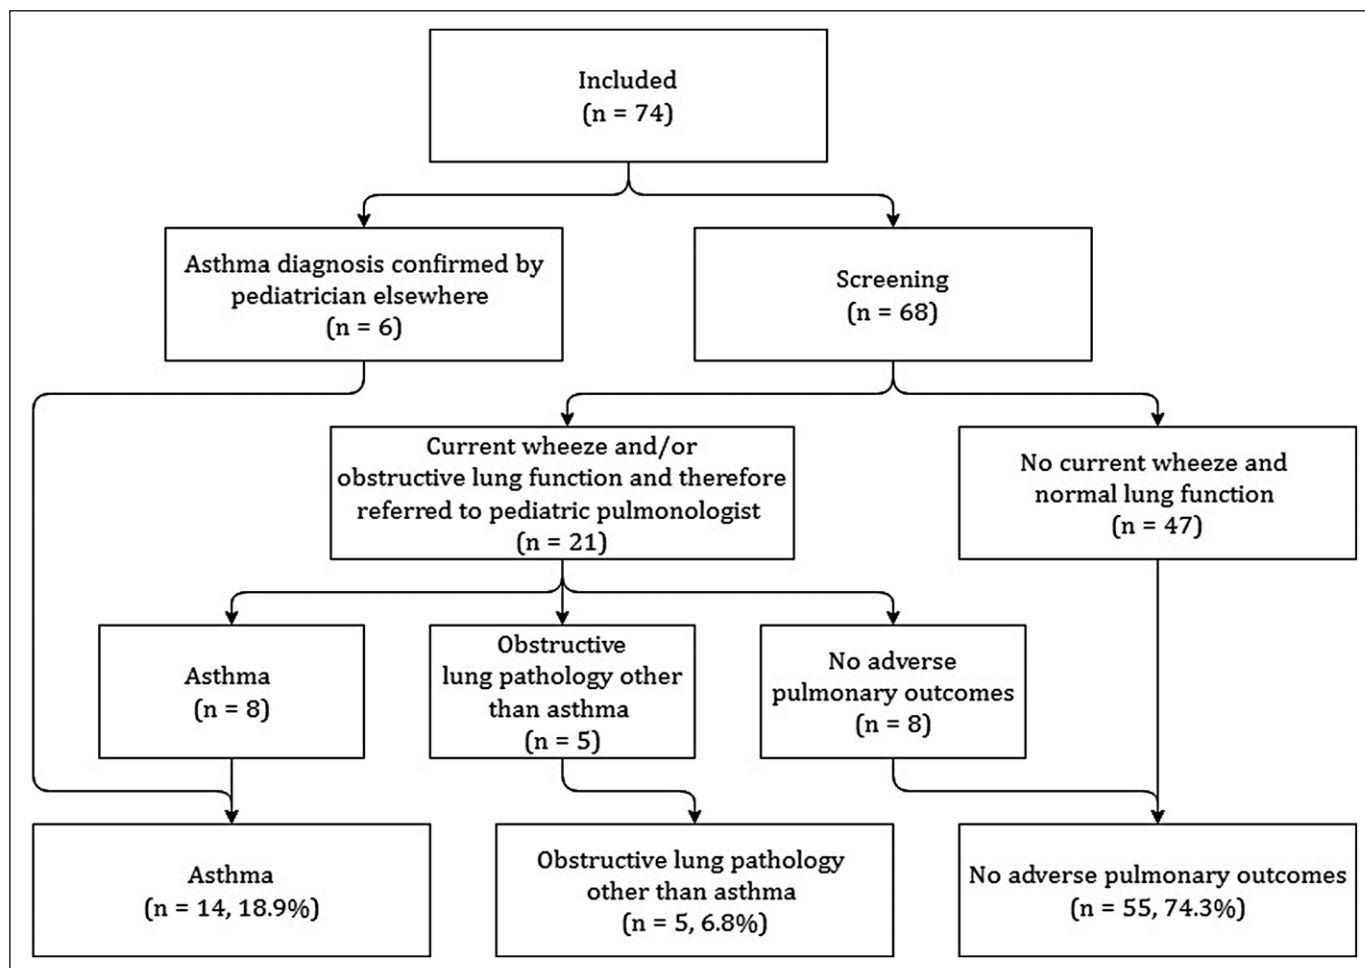 Included
(n = 74)
Asthma diagnosis confirmed by
pediatrician elsewhere
(n = 6)
Screening
(n = 68)
Current wheeze and/or
obstructive lung function and therefore
referred to pediatric pulmonologist
(n = 21)
No current wheeze and
normal lung function
(n = 47)
Asthma
(n = 8)
Obstructive
lung pathology other
than asthma
(n = 5)
No adverse
pulmonary outcomes
(n = 8)
Asthma
(n = 14, 18.9%)
Obstructive lung pathology
other than asthma
(n = 5, 6.8%)
No adverse pulmonary outcomes
(n = 55, 74.3%)